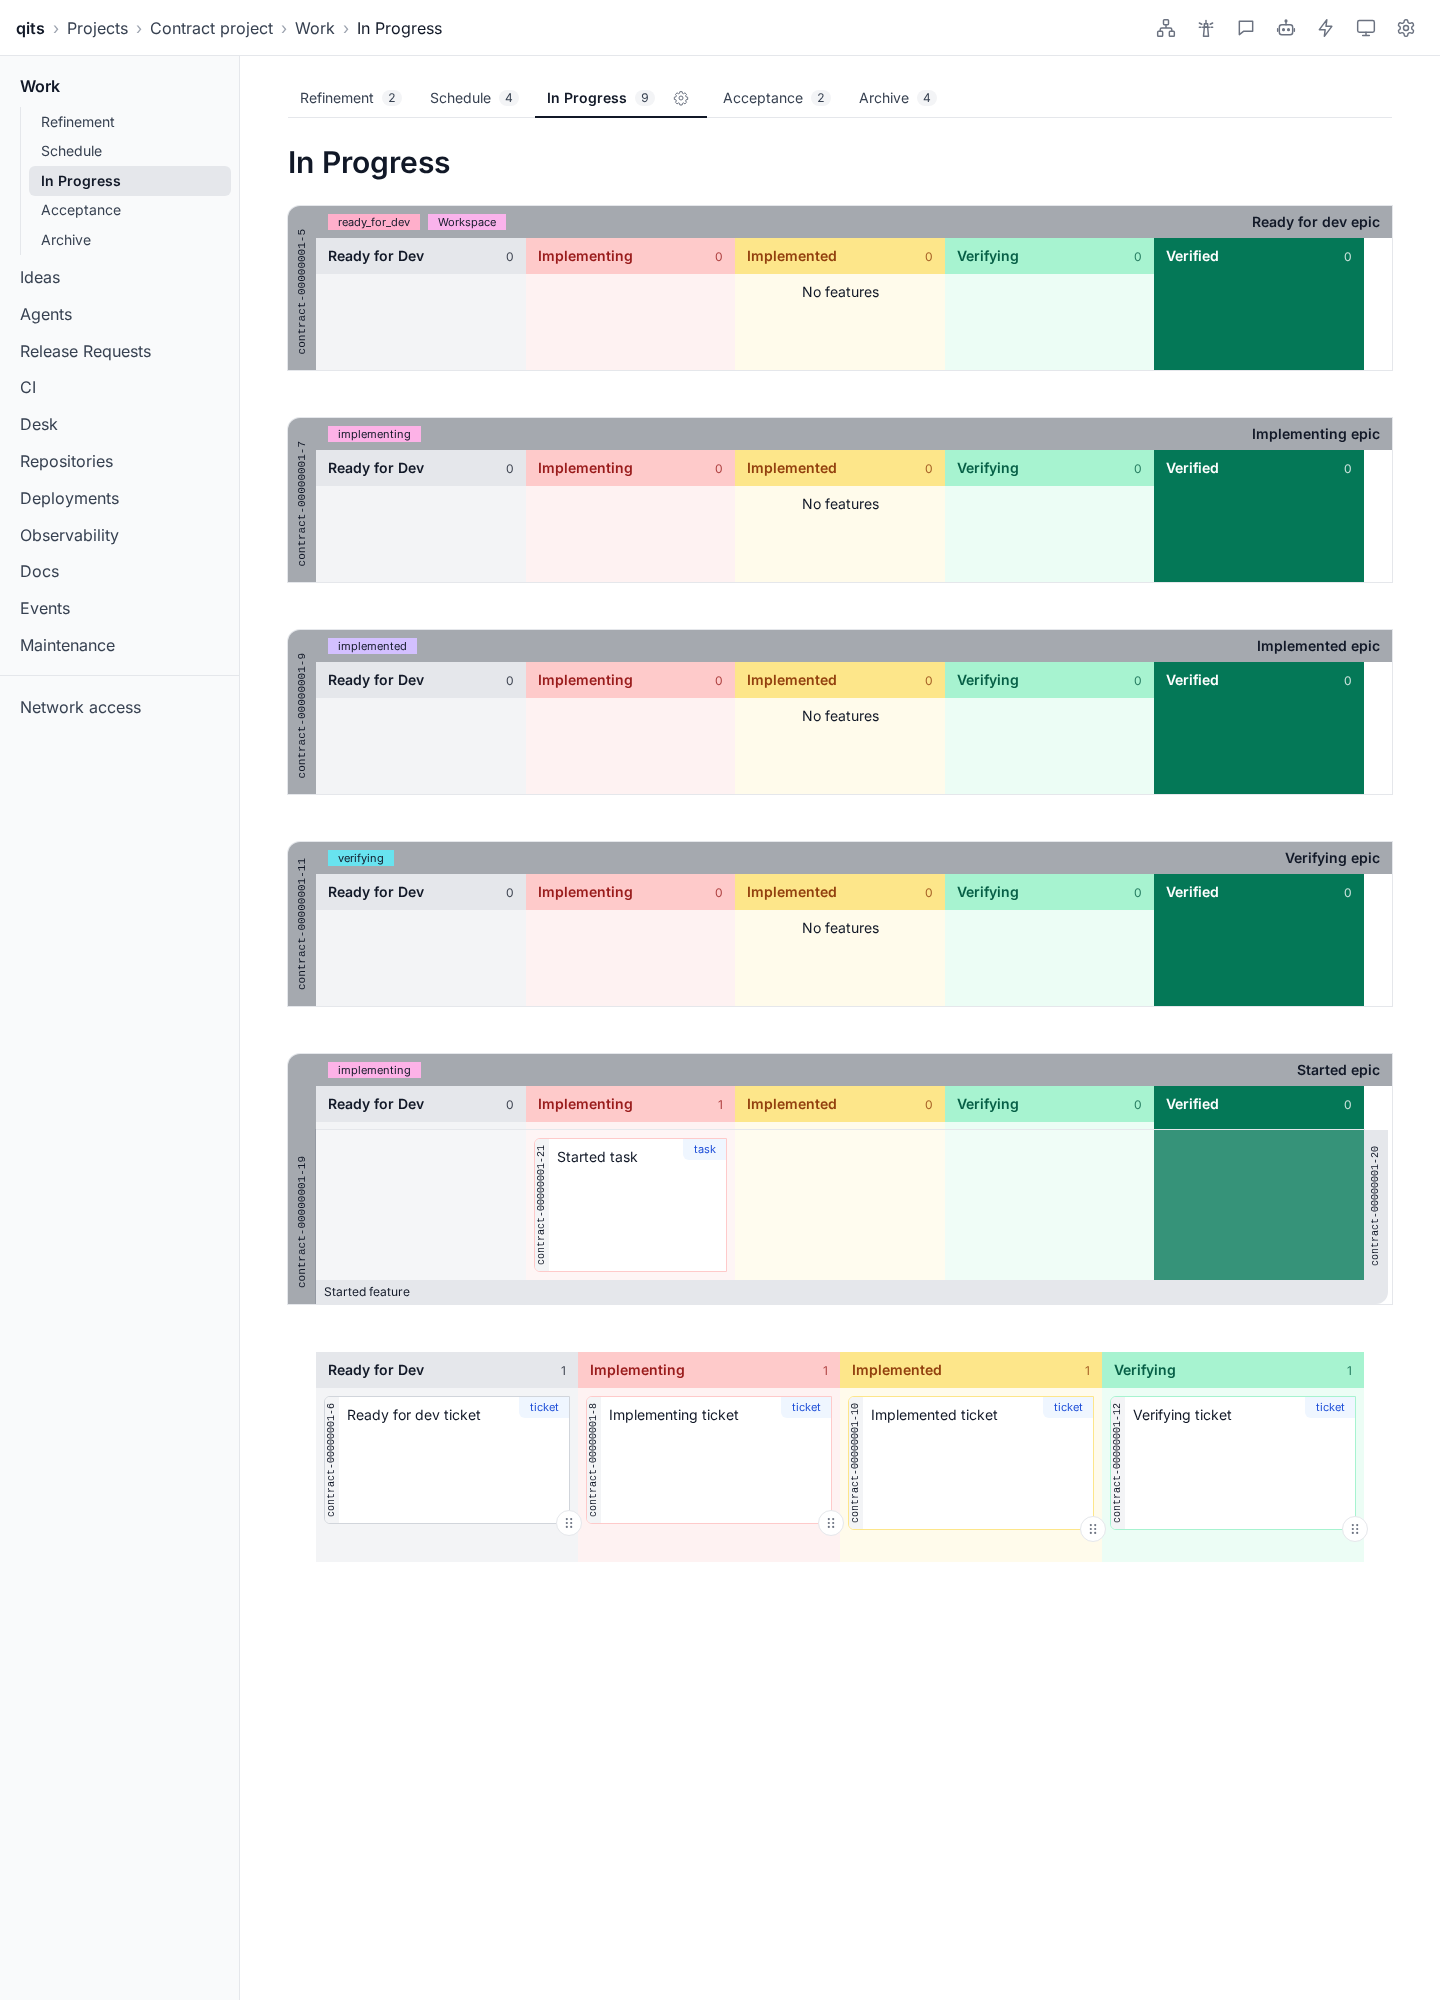 qits › Projects › Contract project › Work › In Progress
Work
Refinement
Schedule
In Progress
Acceptance
Archive
Ideas
Agents
Release Requests
CI
Desk
Repositories
Deployments
Observability
Docs
Events
Maintenance
Network access
Refinement 2 Schedule 4 In Progress 9 Acceptance 2 Archive 4
In Progress
contract-00000001-5
ready_for_dev Workspace Ready for dev epic
Ready for Dev 0 Implementing 0 Implemented 0 Verifying 0 Verified 0
No features
contract-00000001-7
implementing Implementing epic
Ready for Dev 0 Implementing 0 Implemented 0 Verifying 0 Verified 0
No features
contract-00000001-9
implemented Implemented epic
Ready for Dev 0 Implementing 0 Implemented 0 Verifying 0 Verified 0
No features
contract-00000001-11
verifying Verifying epic
Ready for Dev 0 Implementing 0 Implemented 0 Verifying 0 Verified 0
No features
contract-00000001-19
implementing Started epic
Ready for Dev 0 Implementing 1 Implemented 0 Verifying 0 Verified 0
contract-00000001-21
Started task task
contract-00000001-20
Started feature
Ready for Dev 1 Implementing 1 Implemented 1 Verifying 1
contract-00000001-6
Ready for dev ticket ticket
contract-00000001-8
Implementing ticket ticket
contract-00000001-10
Implemented ticket ticket
contract-00000001-12
Verifying ticket ticket